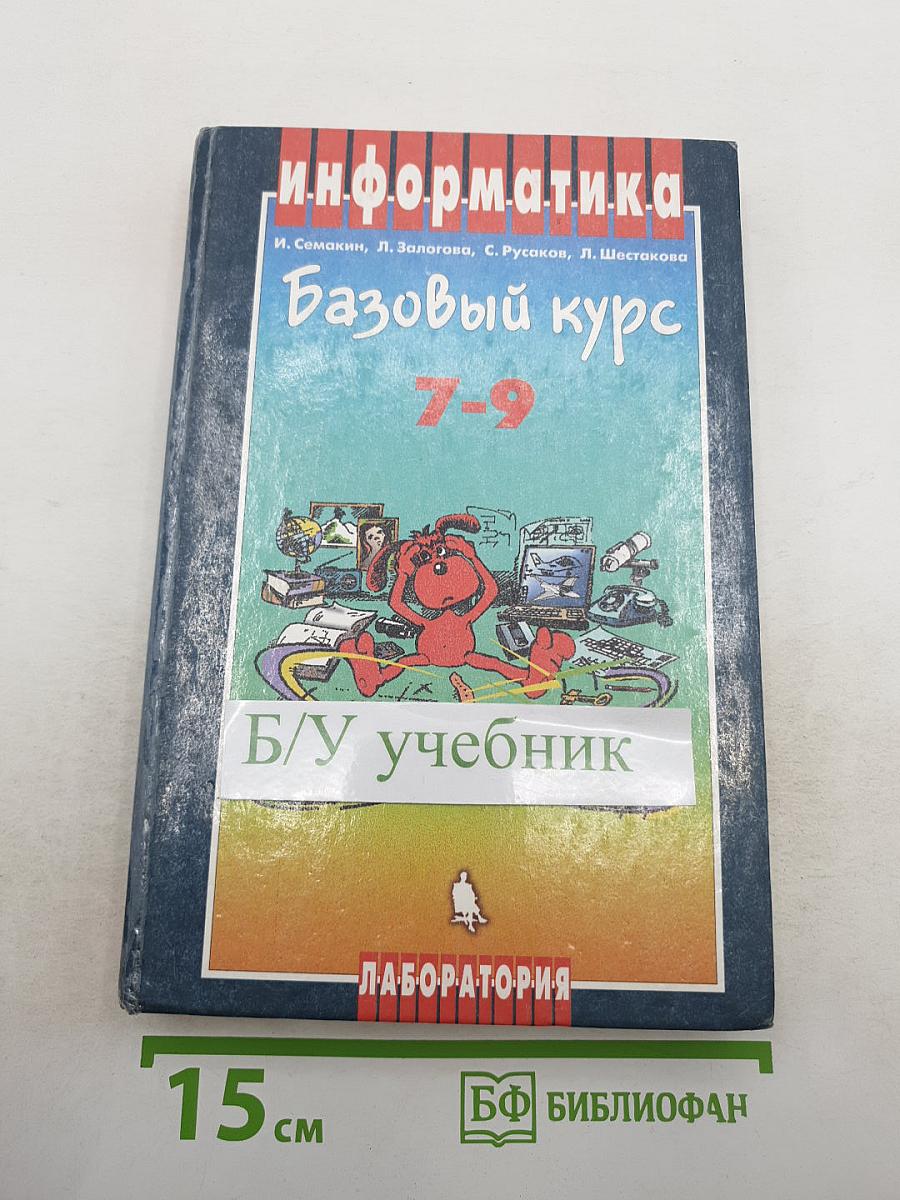 информатика
И. Семакин, Л. Залогова, С. Русаков, Л. Шестакова
Базовый курс
7-9
Б/У учебник
ЛАБОРАТОРИЯ
15 см
БФ БИБЛИОФАН